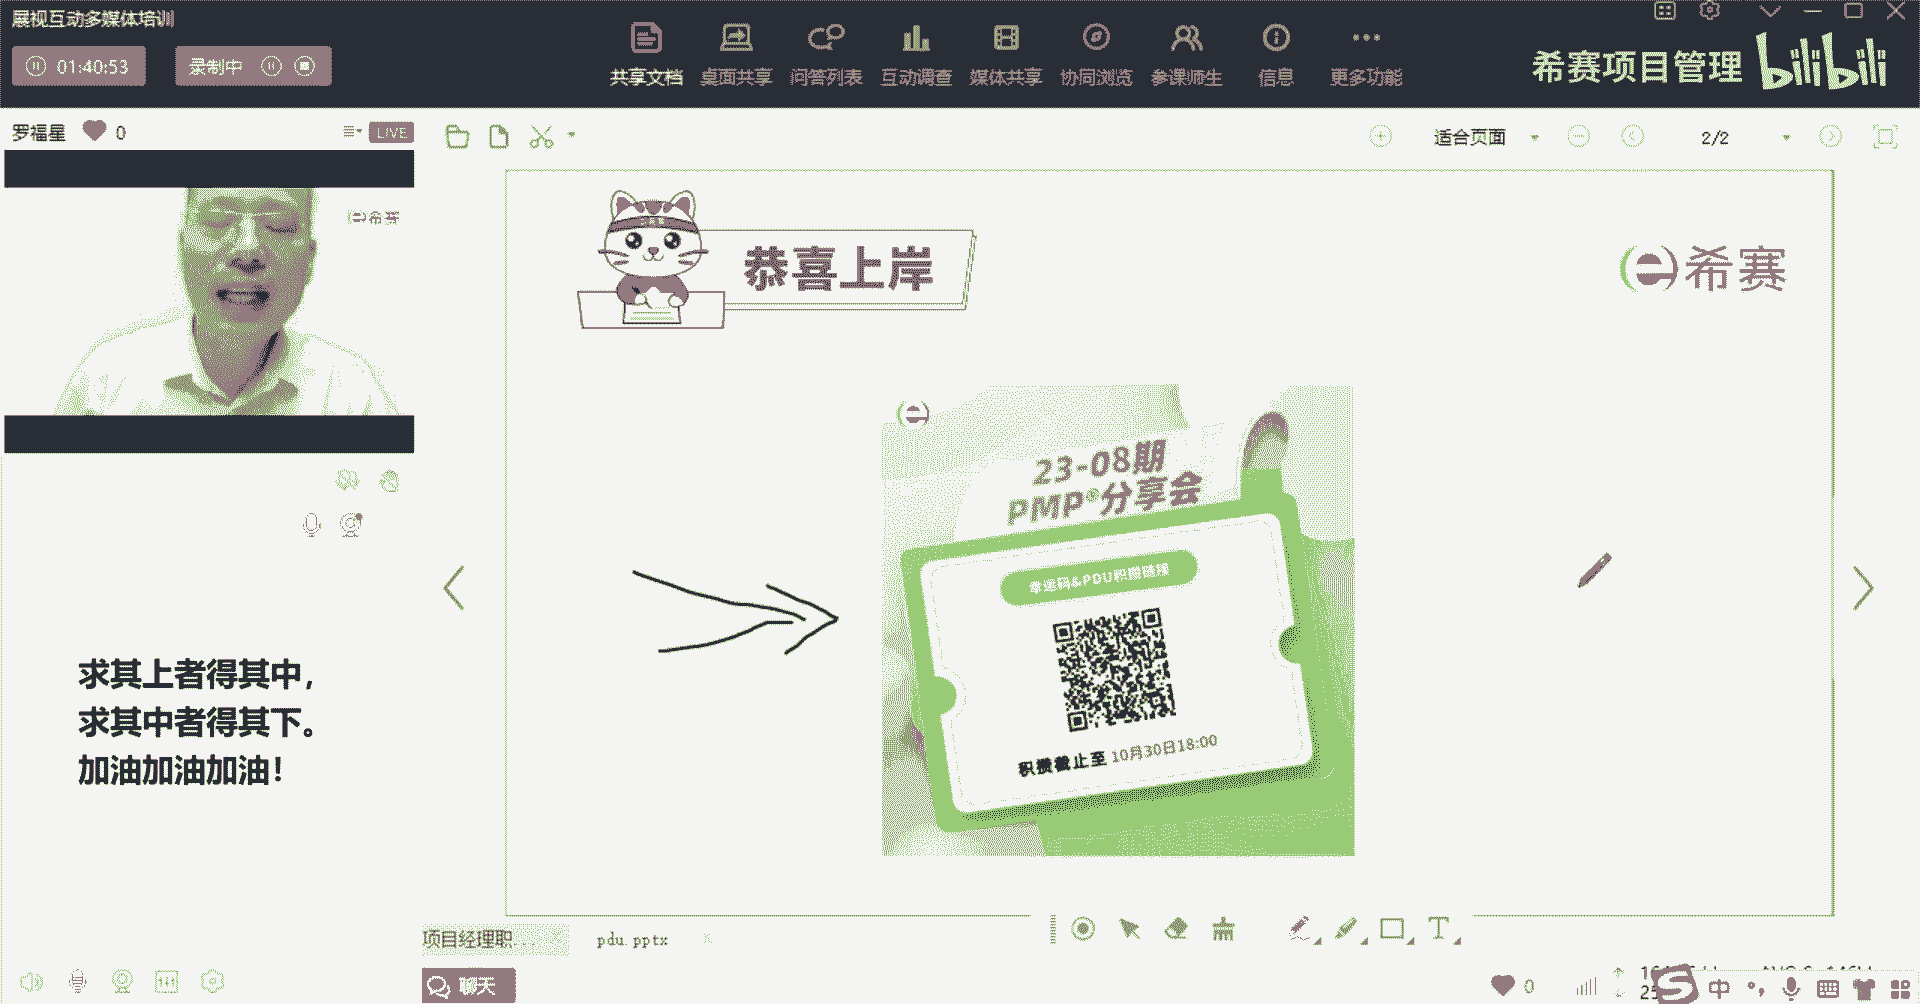 展视互动多媒体培训
01:40:53
录制中
共享文档
桌面共享
问答列表
互动调查
媒体共享
协同浏览
参课师生
信息
更多功能
希赛项目管理
bilibili
罗福星
0
LIVE
适合页面
2/2
希赛
恭喜上岸
希赛
23-08期
PMP®分享会
幸运码&PDU积攒链接
积攒截止至 10月30日18:00
求其上者得其中,
求其中者得其下。
加油加油加油!
项目经理职...
pdu.pptx
聊天
0
中